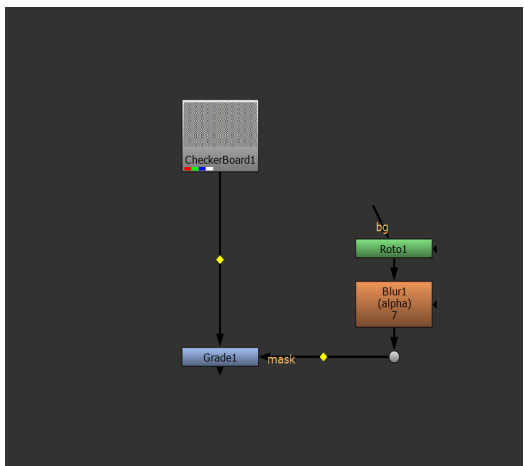 CheckerBoard1
bg
Roto1
Blur1
(alpha)
7
Grade1
mask